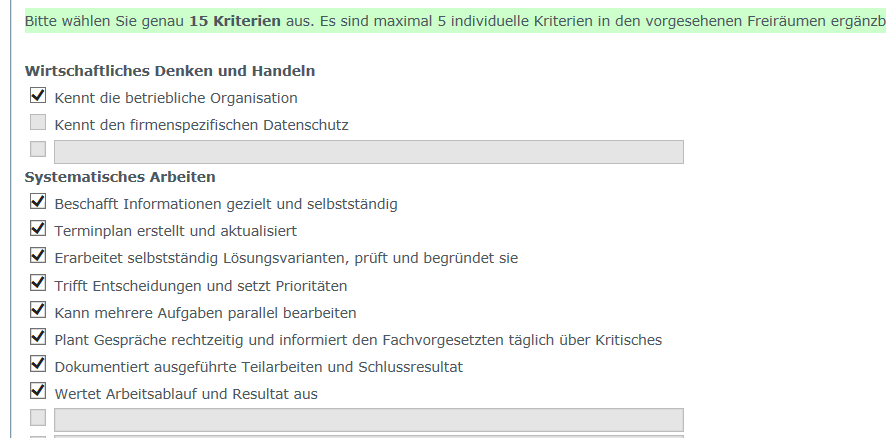 Bitte wählen Sie genau 15 Kriterien aus. Es sind maximal 5 individuelle Kriterien in den vorgesehenen Freiräumen ergänzb
Wirtschaftliches Denken und Handeln
Kennt die betriebliche Organisation
Kennt den firmenspezifischen Datenschutz
Systematisches Arbeiten
Beschafft Informationen gezielt und selbstständig
Terminplan erstellt und aktualisiert
Erarbeitet selbstständig Lösungsvarianten, prüft und begründet sie
Trifft Entscheidungen und setzt Prioritäten
Kann mehrere Aufgaben parallel bearbeiten
Plant Gespräche rechtzeitig und informiert den Fachvorgesetzten täglich über Kritisches
Dokumentiert ausgeführte Teilarbeiten und Schlussresultat
Wertet Arbeitsablauf und Resultat aus